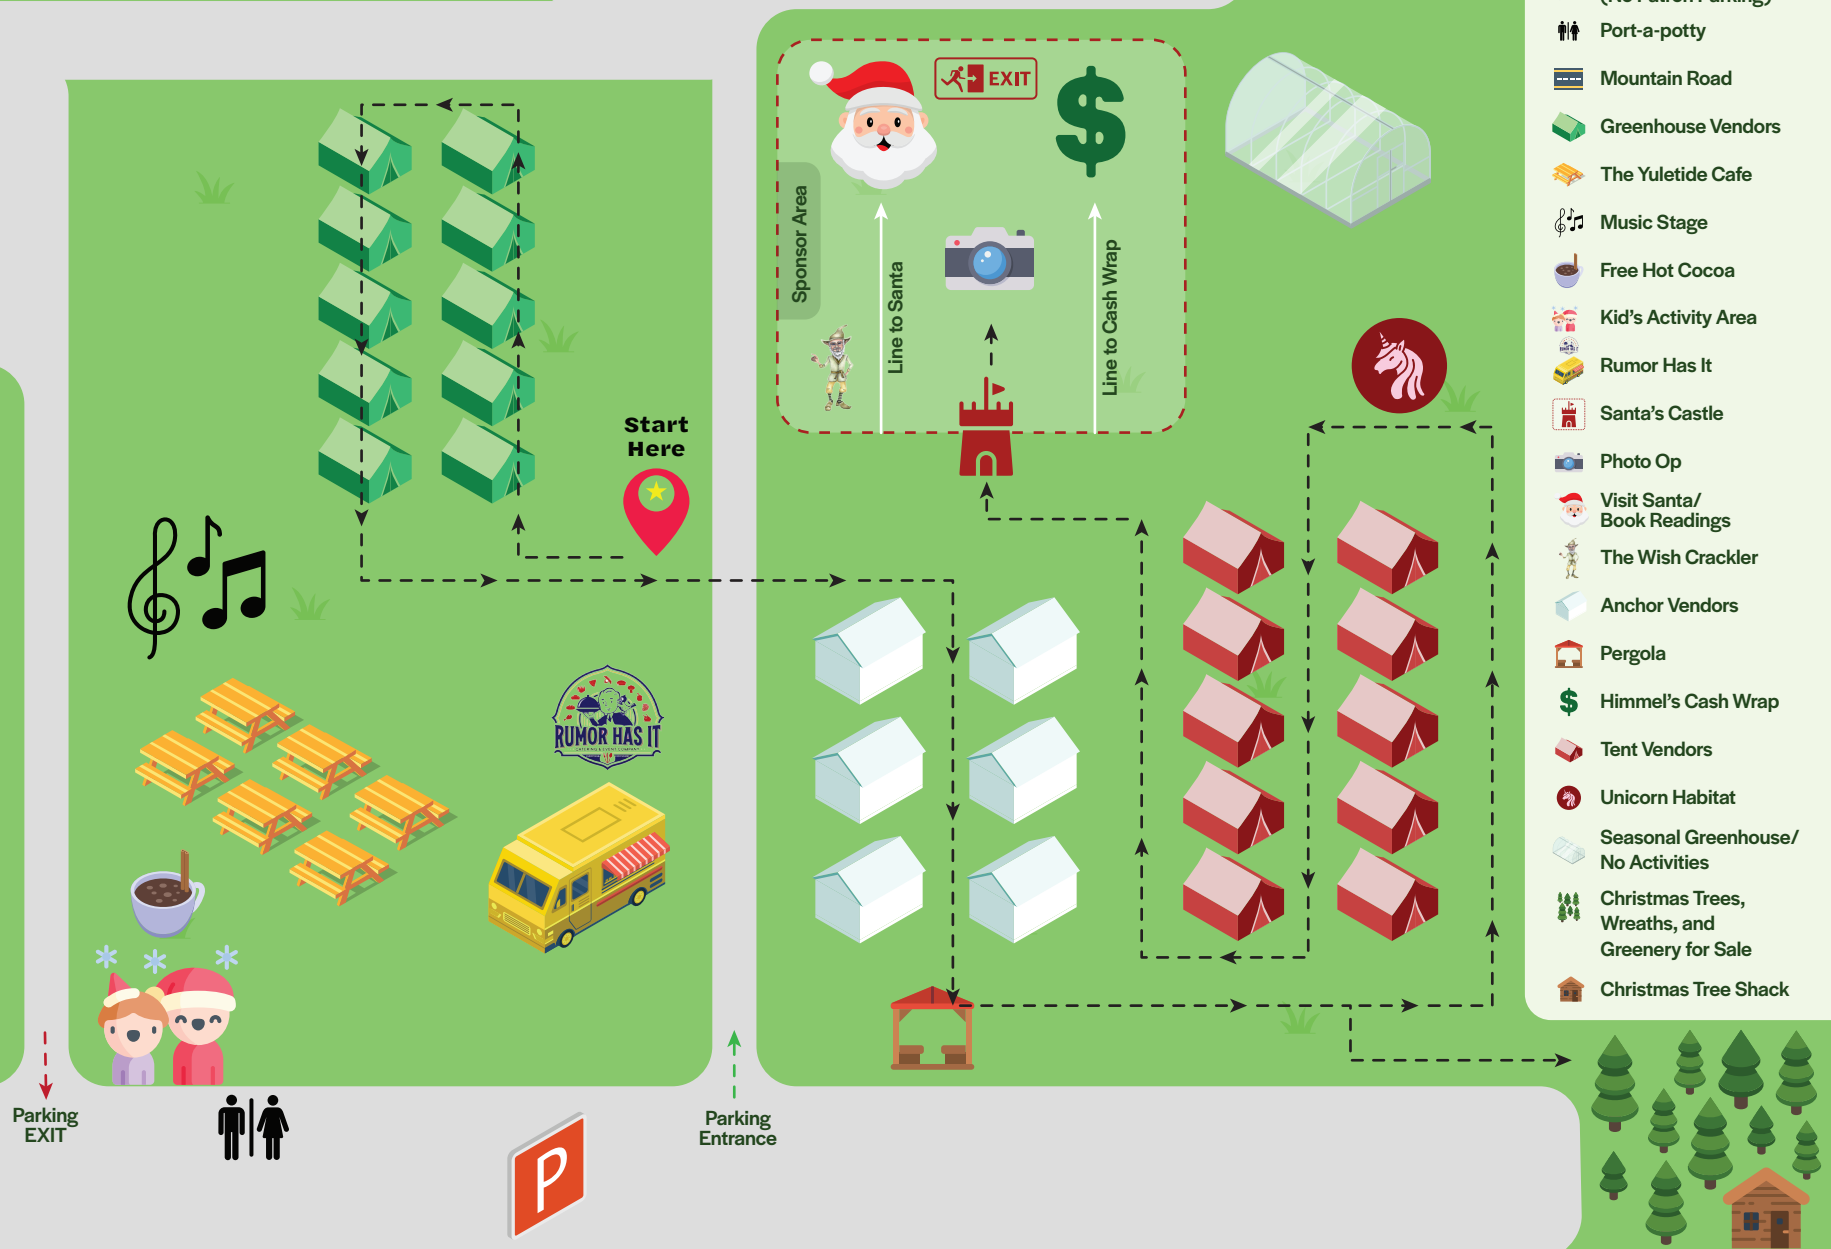 (No Patron Parking)
Port-a-potty
Mountain Road
Greenhouse Vendors
The Yuletide Cafe
Music Stage
Free Hot Cocoa
Kid's Activity Area
Rumor Has It
Santa's Castle
Photo Op
Visit Santa/
Book Readings
The Wish Crackler
Anchor Vendors
Pergola
Himmel's Cash Wrap
Tent Vendors
Unicorn Habitat
Seasonal Greenhouse/
No Activities
Christmas Trees,
Wreaths, and
Greenery for Sale
Christmas Tree Shack
EXIT
$
Sponsor Area
Line to Santa
Line to Cash Wrap
Start
Here
RUMOR HAS IT
CATERING & EVENT COMPANY
Parking
EXIT
Parking
Entrance
P